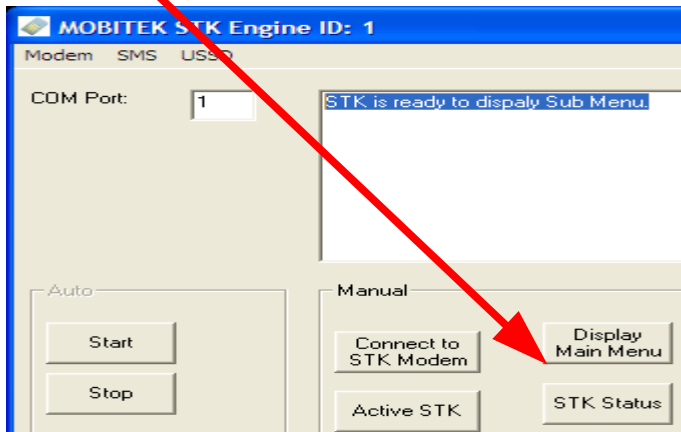 MOBITEK STK Engine ID: 1
Modem SMS USSD
COM Port: 1
STK is ready to dispaly Sub Menu.
Auto
Manual
Start
Stop
Connect to
STK Modem
Display
Main Menu
Active STK
STK Status